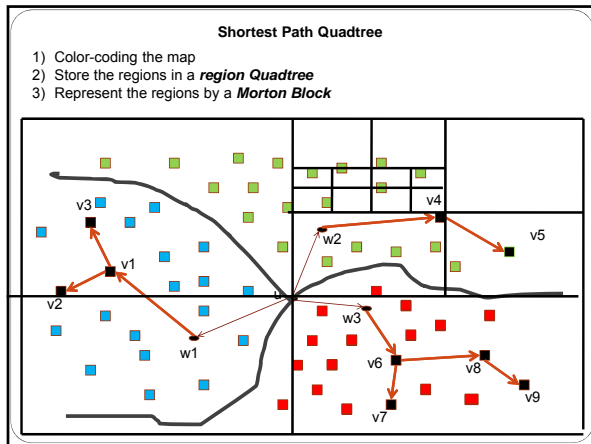 Shortest Path Quadtree
1) Color-coding the map
2) Store the regions in a region Quadtree
3) Represent the regions by a Morton Block
v3
v4
w2
v5
v1
v2
u
w3
w1
v6
v8
v9
v7